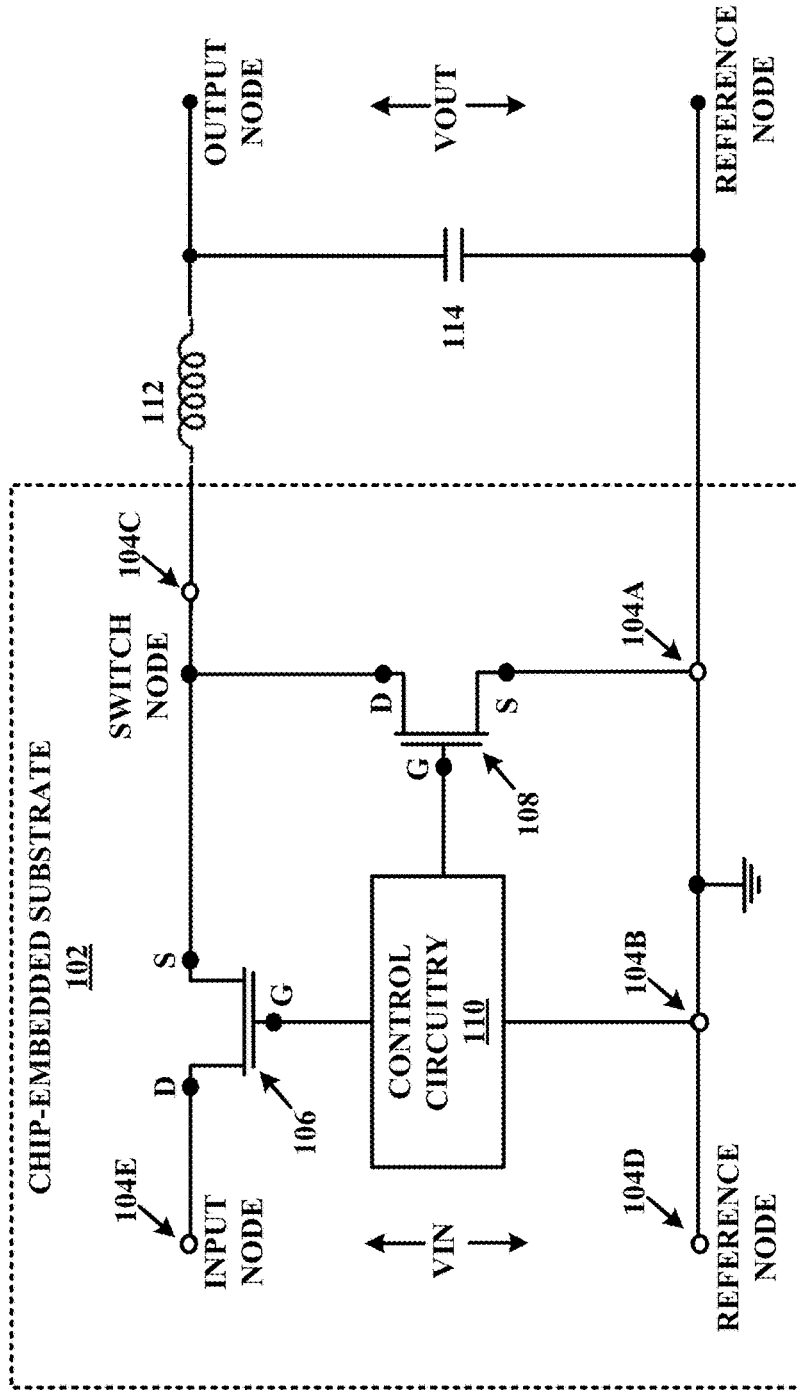 CHIP-EMBEDDED SUBSTRATE
102
104E
INPUT
NODE
D
S
G
106
SWITCH
NODE
104C
112
OUTPUT
NODE
VIN
CONTROL
CIRCUITRY
110
G
D
S
108
114
VOUT
104D
REFERENCE
NODE
104B
104A
REFERENCE
NODE